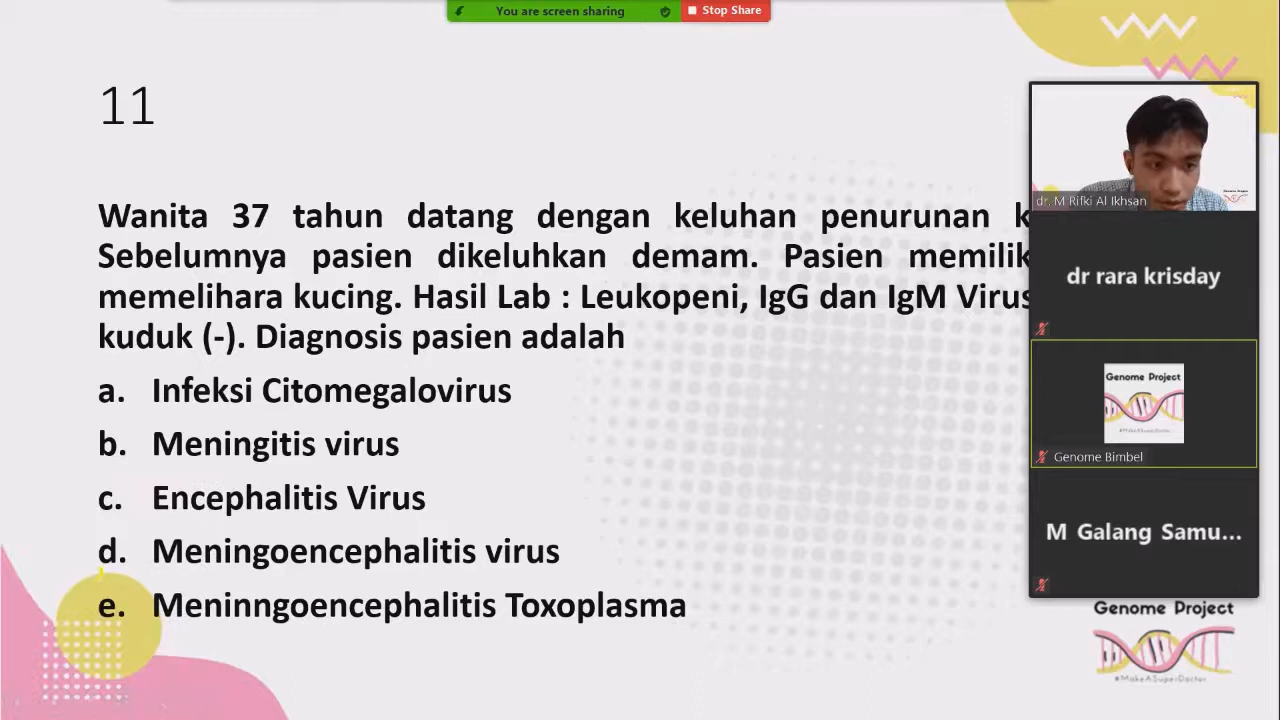 You are screen sharing
Stop Share
11
Wanita 37 tahun datang dengan keluhan penurunan
Sebelumnya pasien dikeluhkan demam. Pasien
memelihara kucing. Hasil Lab : Leukopeni, IgG dan IgM Virus
kuduk (-). Diagnosis pasien adalah
a. Infeksi Citomegalovirus
b. Meningitis virus
c. Encephalitis Virus
d. Meningoencephalitis virus
e. Meninngoencephalitis Toxoplasma
dr. M Rifki Al Ikhsan
dr rara krisday
Genome Project
#MakeASuperDoctor
Genome Bimbel
M Galang Samu...
Genome Project
#MakeASuperDoctor